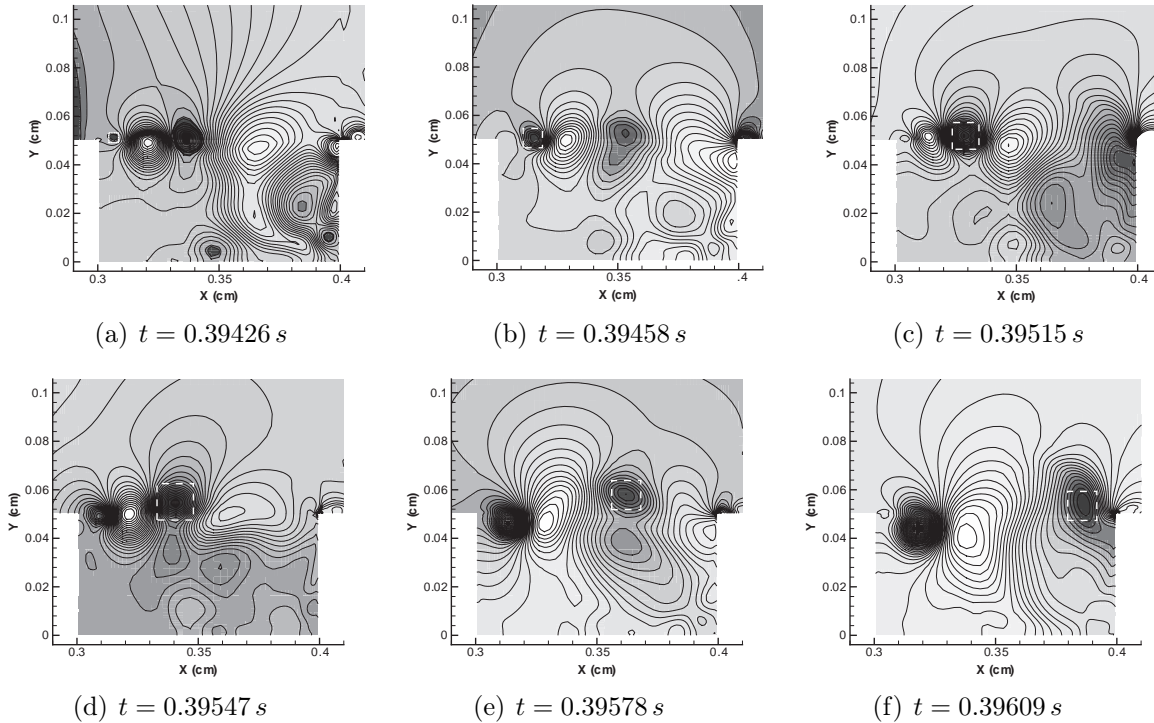 0.1
0.08
0.06
0.04
0.02
0
Y (cm)
0.3 0.35 0.4
X (cm)
(a) t = 0.39426 s
0.1
0.08
0.06
0.04
0.02
0
Y (cm)
0.3 0.35 0.4
X (cm)
(b) t = 0.39458 s
0.1
0.08
0.06
0.04
0.02
0
Y (cm)
0.3 0.35 0.4
X (cm)
(c) t = 0.39515 s
0.1
0.08
0.06
0.04
0.02
0
Y (cm)
0.3 0.35 0.4
X (cm)
(d) t = 0.39547 s
0.1
0.08
0.06
0.04
0.02
0
Y (cm)
0.3 0.35 0.4
X (cm)
(e) t = 0.39578 s
0.1
0.08
0.06
0.04
0.02
0
Y (cm)
0.3 0.35 0.4
X (cm)
(f) t = 0.39609 s